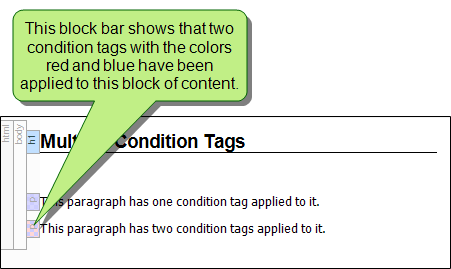 This block bar shows that two
condition tags with the colors
red and blue have been
applied to this block of content.
html
body
h1
Mult Condition Tags
This paragraph has one condition tag applied to it.
This paragraph has two condition tags applied to it.